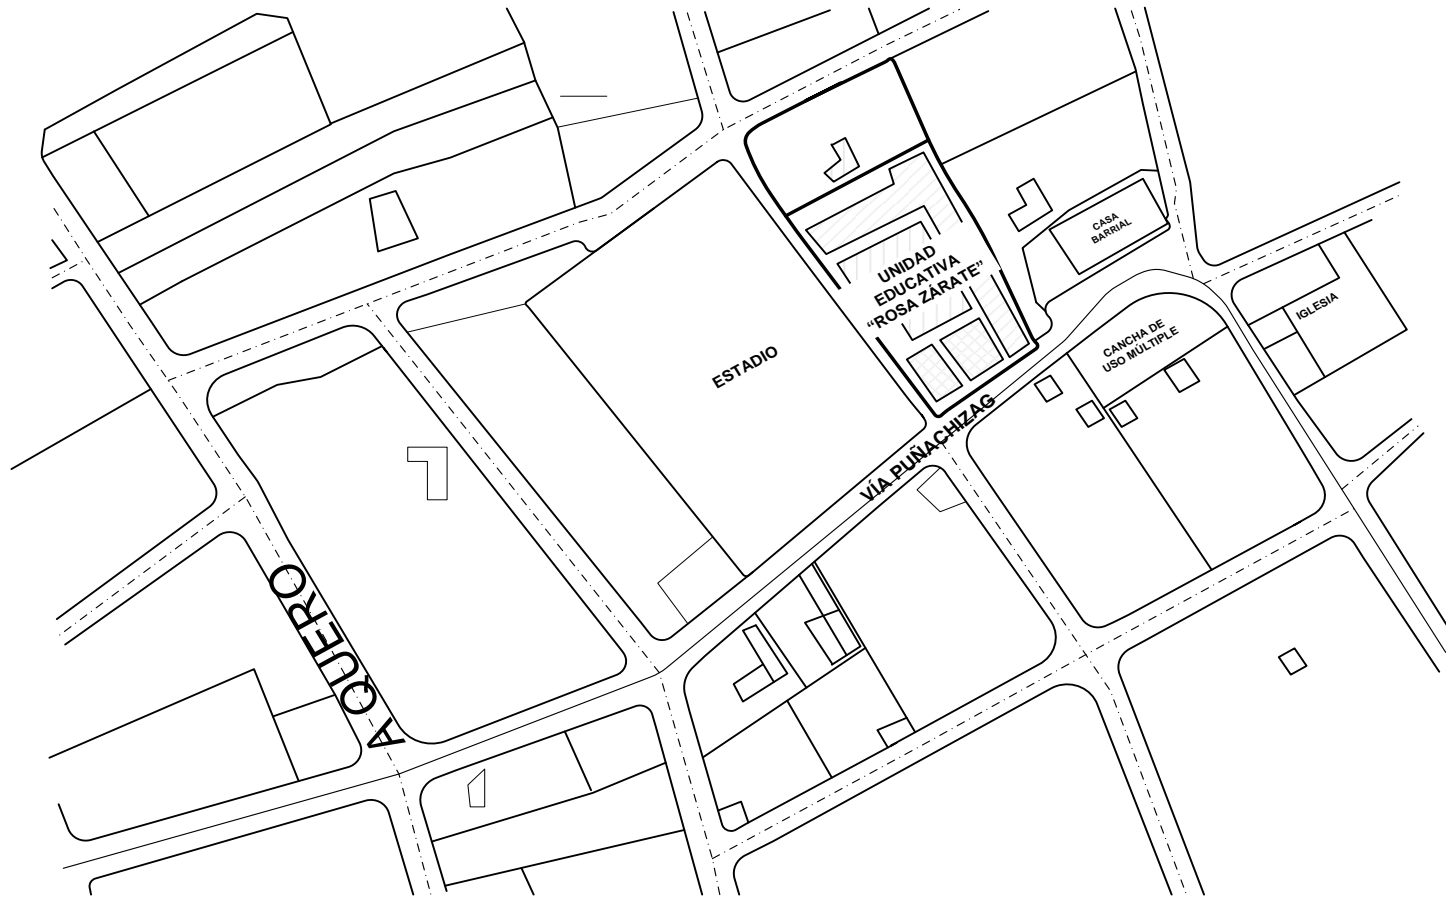 CASA
BARRIAL
UNIDAD
EDUCATIVA
“ROSA ZÁRATE”
IGLESIA
CANCHA DE
USO MÚLTIPLE
ESTADIO
VÍA PUÑACHIZAG
A QUERO